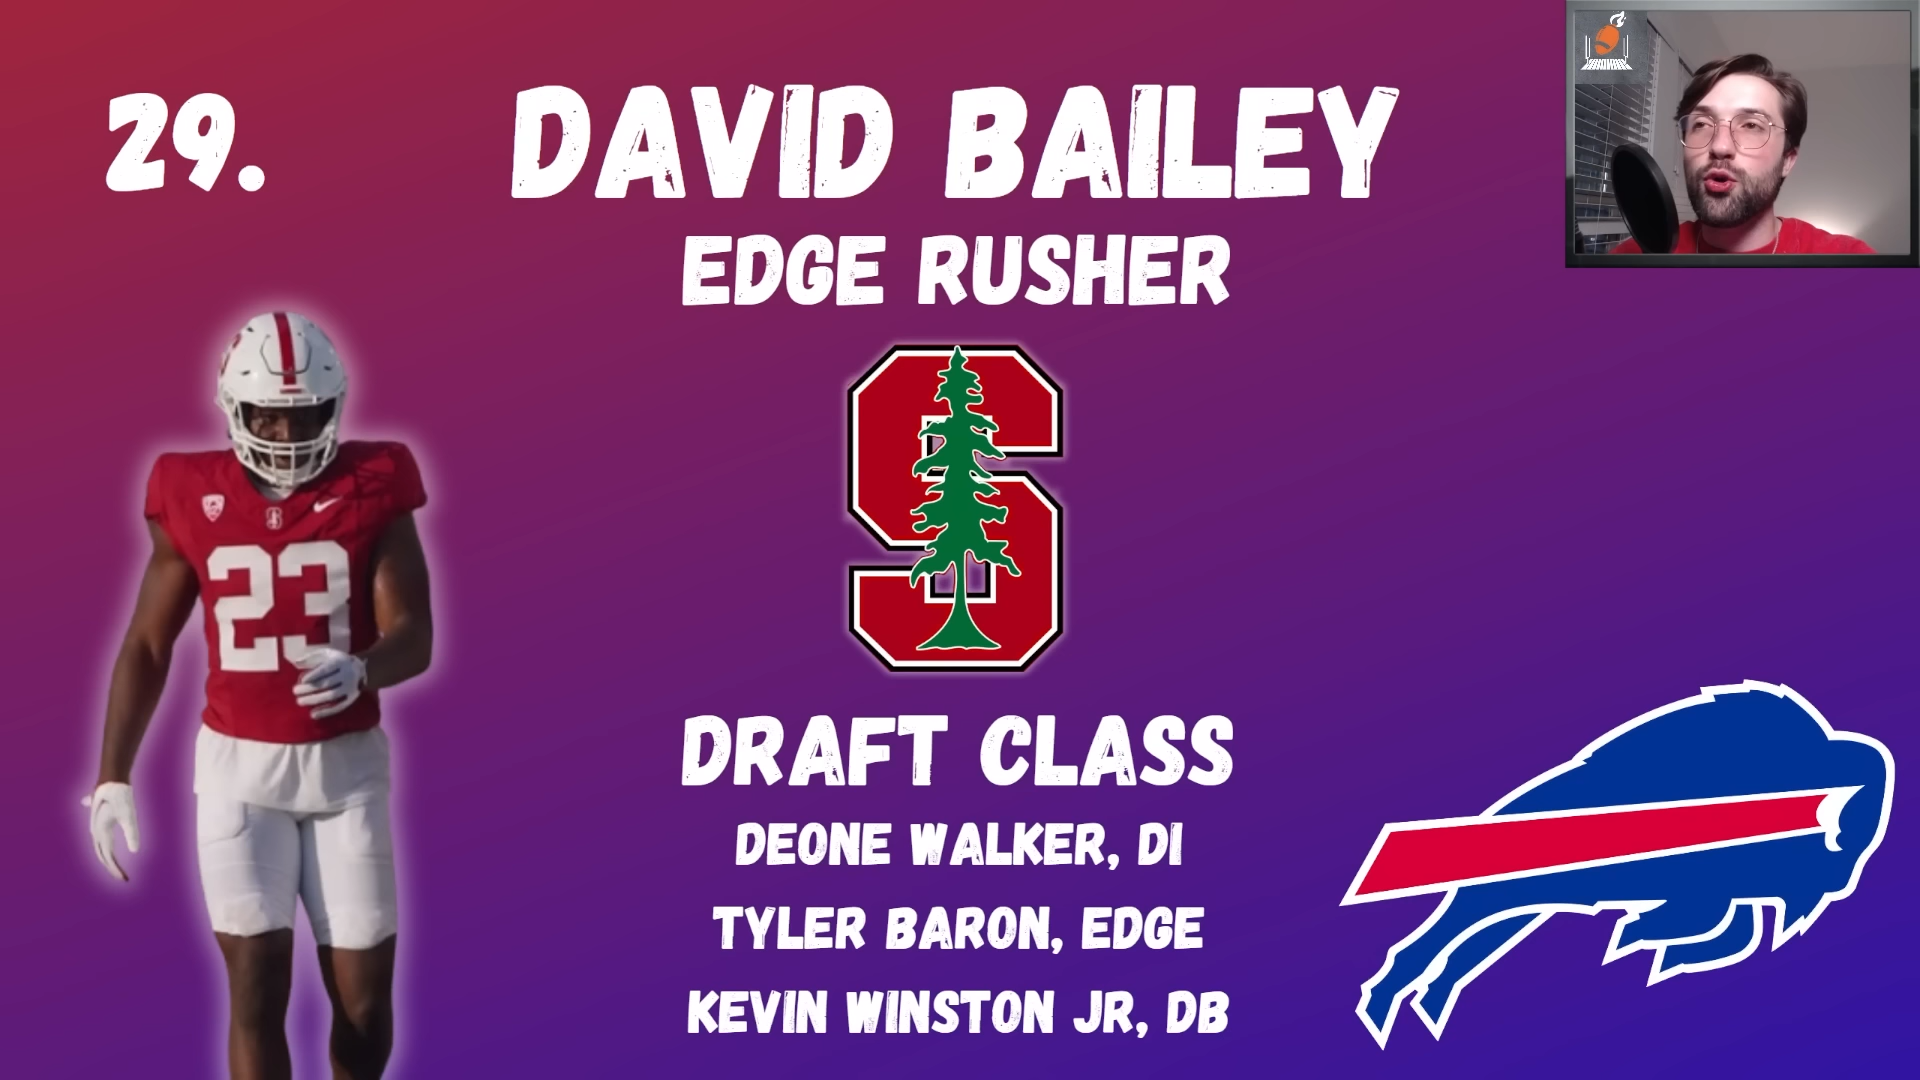 29.
DAVID BAILEY
EDGE RUSHER
23
DRAFT CLASS
DEONE WALKER, DI
TYLER BARON, EDGE
KEVIN WINSTON JR, DB